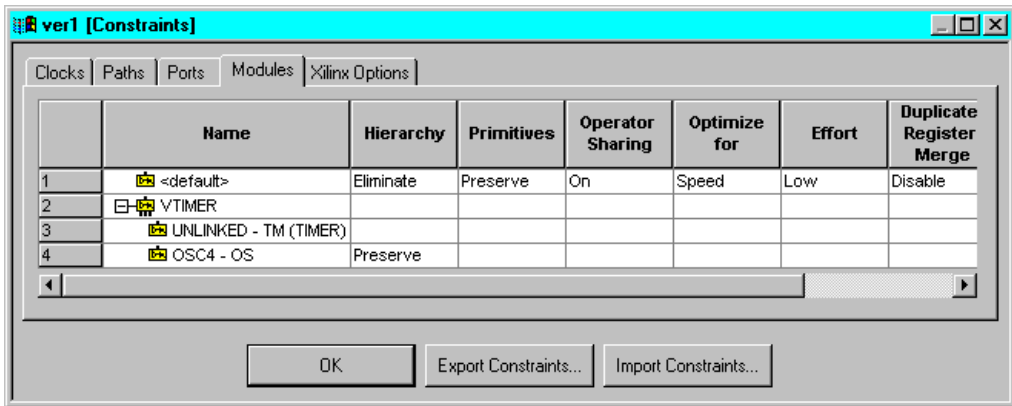 ver1 [Constraints]
Clocks Paths Ports Modules Xilinx Options
Name Hierarchy Primitives Operator Sharing Optimize for Effort Duplicate Register Merge
1 <default> Eliminate Preserve On Speed Low Disable
2 VTIMER
3 UNLINKED - TM (TIMER)
4 OSC4 - OS Preserve
OK Export Constraints... Import Constraints...